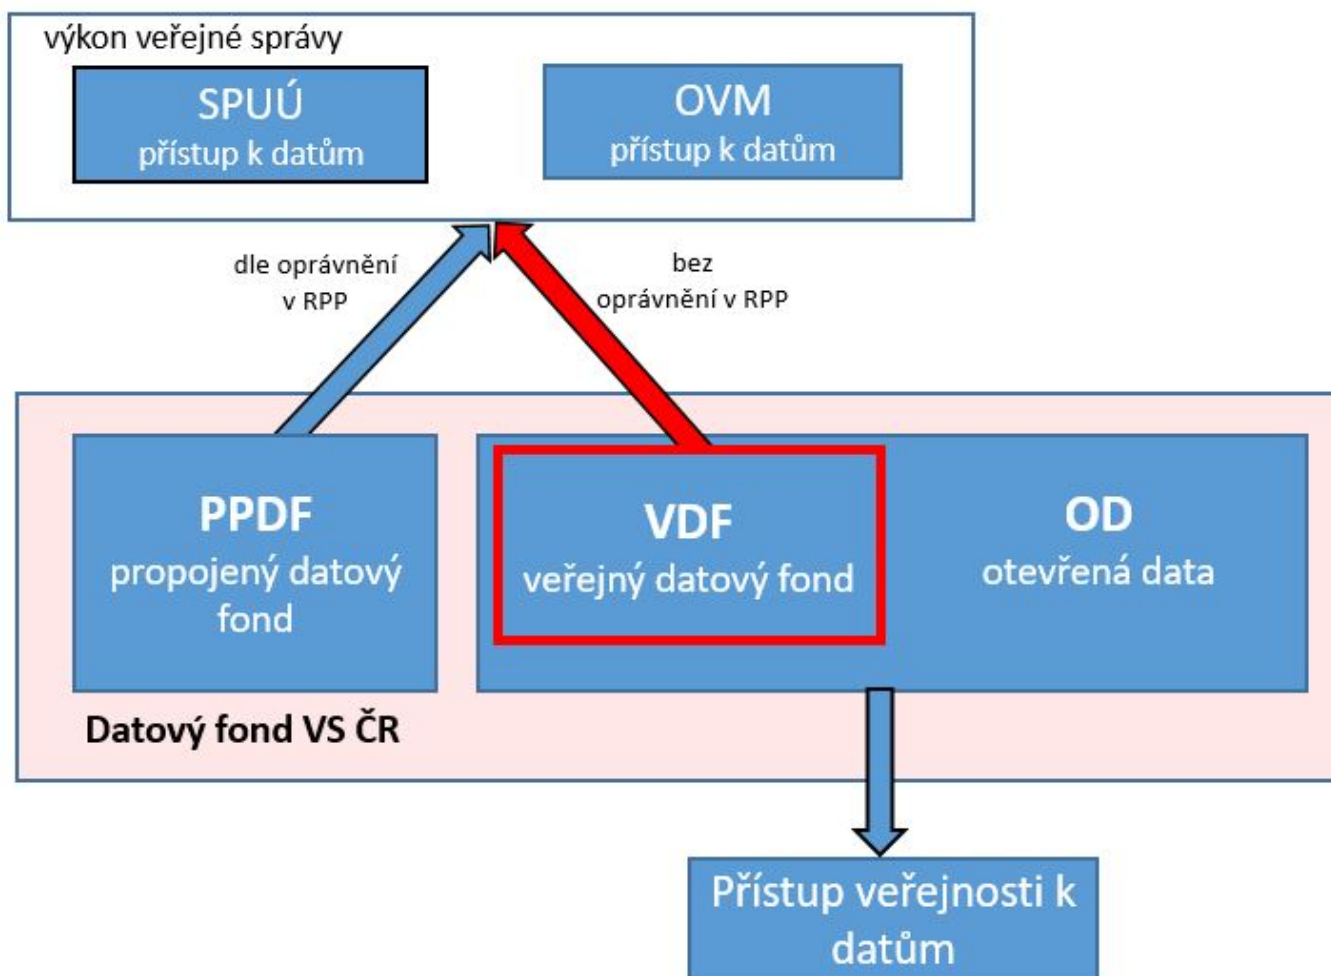 výkon veřejné správy
SPUÚ
přístup k datům
OVM
přístup k datům
dle oprávnění
v RPP
bez
oprávnění v RPP
PPDF
propojený datový
fond
VDF
veřejný datový fond
OD
otevřená data
Datový fond VS ČR
Přístup veřejnosti k
datům